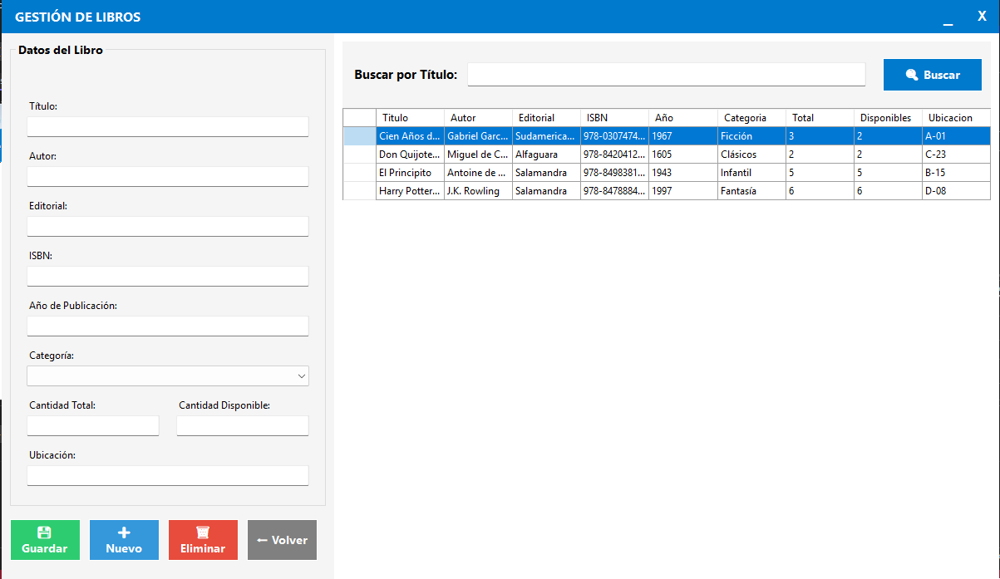 GESTIÓN DE LIBROS _ X
Datos del Libro
Título:
Autor:
Editorial:
ISBN:
Año de Publicación:
Categoría:
Cantidad Total: Cantidad Disponible:
Ubicación:
Guardar Nuevo Eliminar ← Volver
Buscar por Título: Buscar
Titulo Autor Editorial ISBN Año Categoria Total Disponibles Ubicacion
Cien Años d... Gabriel Garc... Sudamerica... 978-0307474... 1967 Ficción 3 2 A-01
Don Quijote... Miguel de C... Alfaguara 978-8420412... 1605 Clásicos 2 2 C-23
El Principito Antoine de ... Salamandra 978-8498381... 1943 Infantil 5 5 B-15
Harry Potter... J.K. Rowling Salamandra 978-8478884... 1997 Fantasía 6 6 D-08